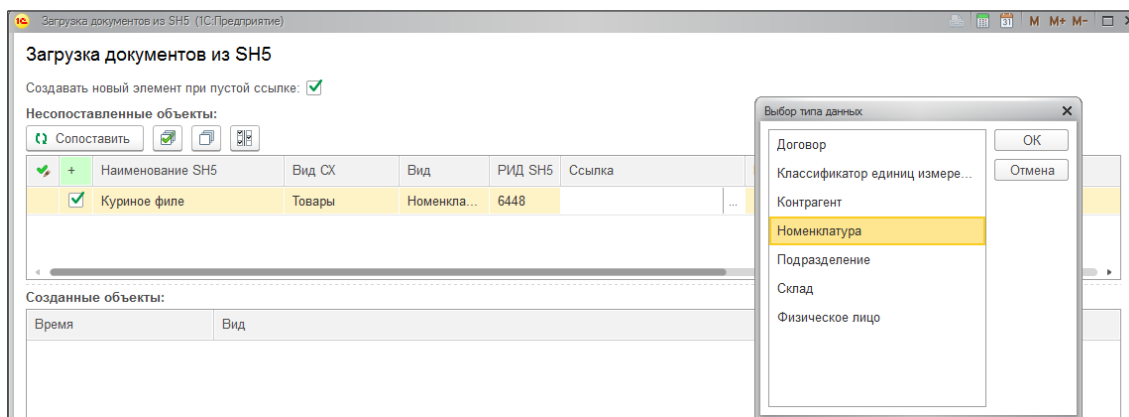 Загрузка документов из SH5 (1С:Предприятие)
31 M M+ M-
Загрузка документов из SH5
Создавать новый элемент при пустой ссылке:
Несопоставленные объекты:
Сопоставить
+ Наименование SH5 Вид СХ Вид РИД SH5 Ссылка
Куриное филе Товары Номенкла... 6448 ...
Созданные объекты:
Время Вид
Выбор типа данных
Договор
Классификатор единиц измере...
Контрагент
Номенклатура
Подразделение
Склад
Физическое лицо
ОК
Отмена